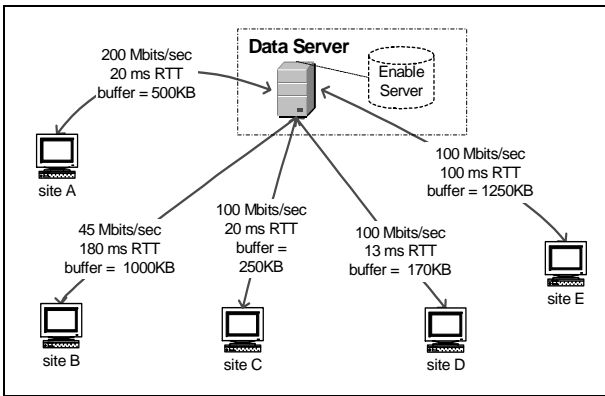 Data Server
Enable
Server
200 Mbits/sec
20 ms RTT
buffer = 500KB
site A
100 Mbits/sec
100 ms RTT
buffer = 1250KB
site E
45 Mbits/sec
180 ms RTT
buffer = 1000KB
site B
100 Mbits/sec
20 ms RTT
buffer =
250KB
site C
100 Mbits/sec
13 ms RTT
buffer = 170KB
site D